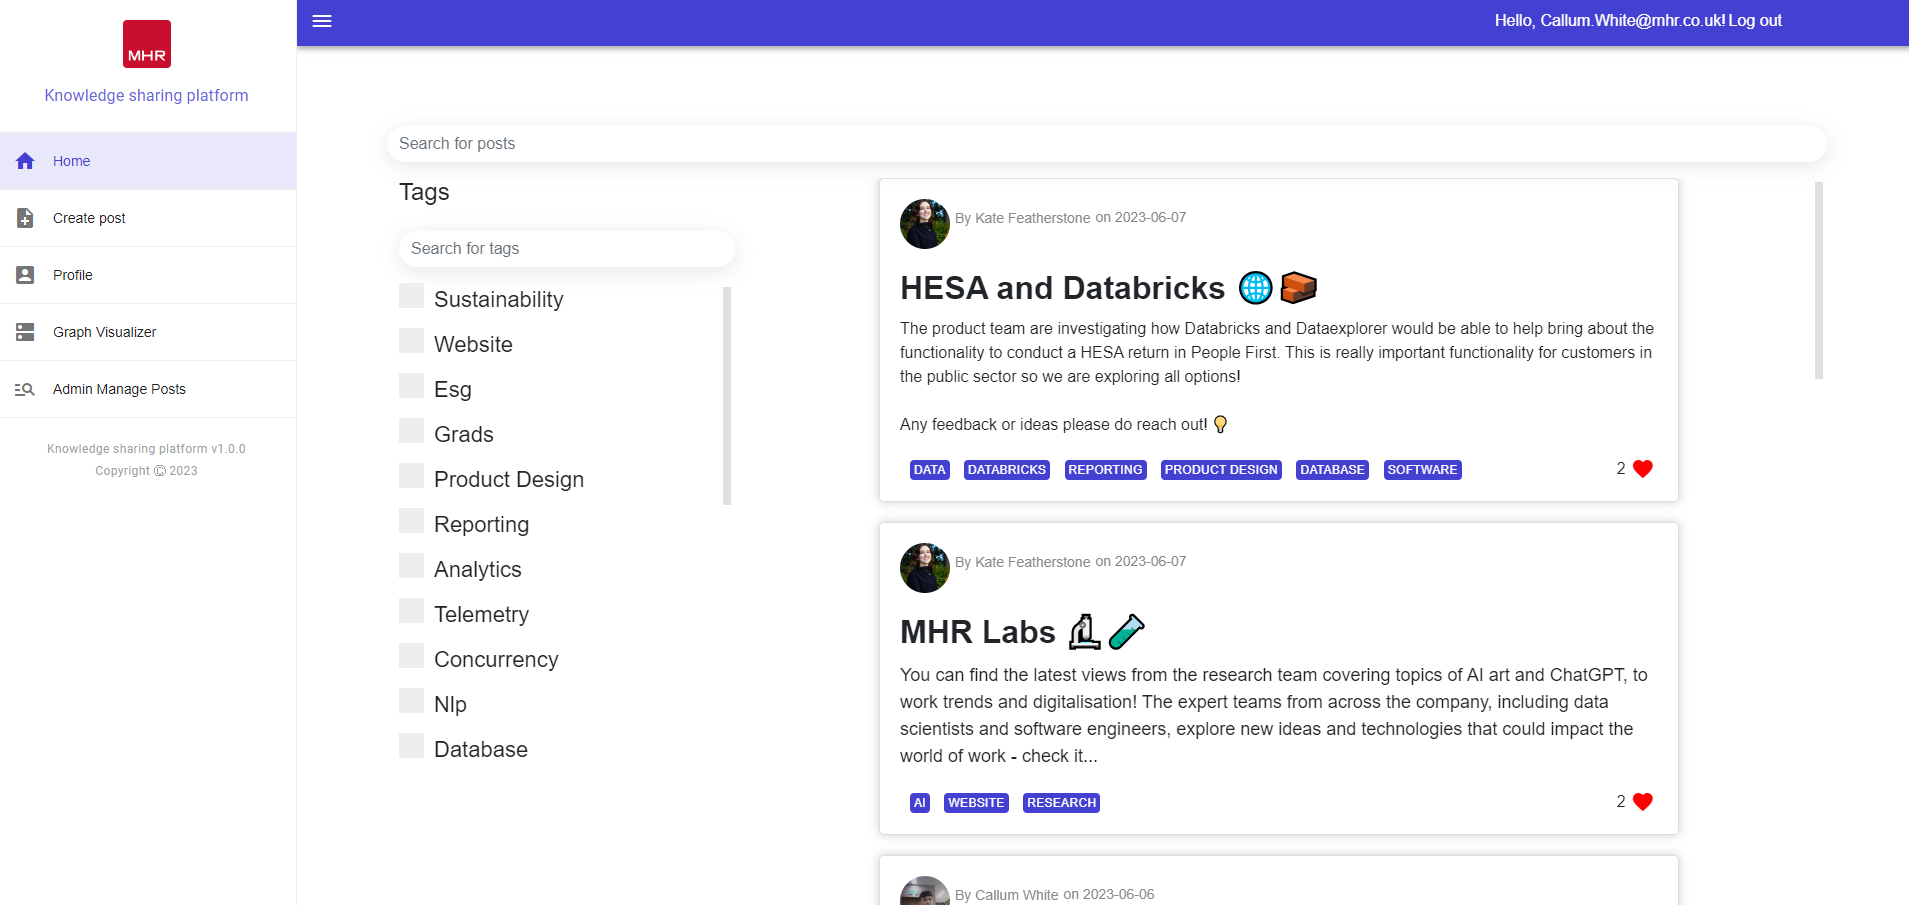 MHR
Knowledge sharing platform
Home
Create post
Profile
Graph Visualizer
Admin Manage Posts
Knowledge sharing platform v1.0.0
Copyright © 2023
Hello, Callum.White@mhr.co.uk! Log out
Search for posts
Tags
Search for tags
Sustainability
Website
Esg
Grads
Product Design
Reporting
Analytics
Telemetry
Concurrency
Nlp
Database
By Kate Featherstone on 2023-06-07
HESA and Databricks 🌐🧱
The product team are investigating how Databricks and Dataexplorer would be able to help bring about the
functionality to conduct a HESA return in People First. This is really important functionality for customers in
the public sector so we are exploring all options!
Any feedback or ideas please do reach out! 💡
DATA DATABRICKS REPORTING PRODUCT DESIGN DATABASE SOFTWARE 2
By Kate Featherstone on 2023-06-07
MHR Labs 🔬🧪
You can find the latest views from the research team covering topics of AI art and ChatGPT, to
work trends and digitalisation! The expert teams from across the company, including data
scientists and software engineers, explore new ideas and technologies that could impact the
world of work - check it...
AI WEBSITE RESEARCH 2
By Callum White on 2023-06-06